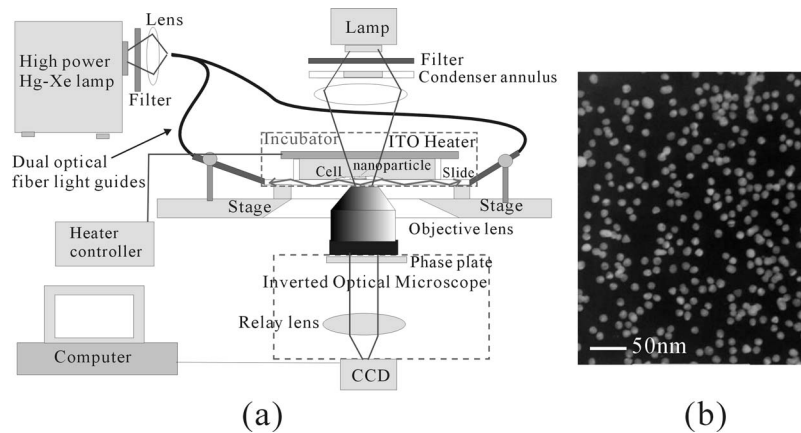 Lens
High power
Hg-Xe lamp
Filter
Lamp
Filter
Condenser annulus
Dual optical
fiber light guides
Incubator
ITO Heater
nanoparticle
Cell
Slide
Stage
Stage
Heater
controller
Objective lens
Phase plate
Inverted Optical Microscope
Relay lens
Computer
CCD
50nm
(a)
(b)